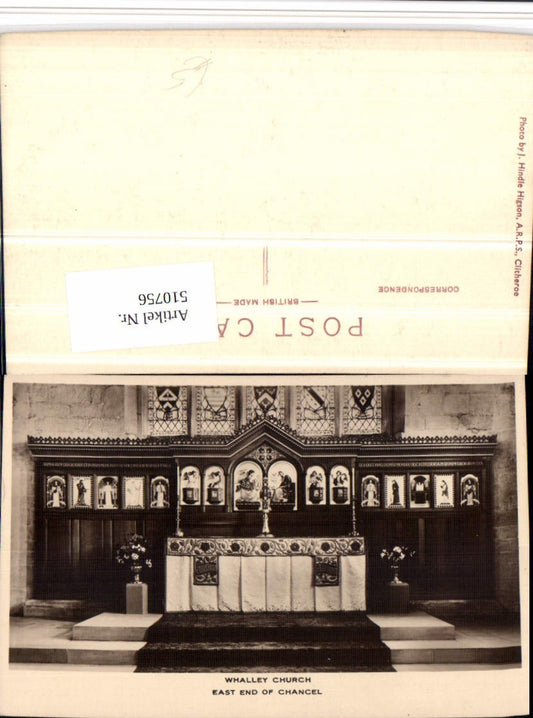 Photo by J. Hindle Higson, A.R.P.S., Clitheroe
CORRESPONDENCE
BRITISH MADE
POST CA
Artikel Nr.
510756
WHALLEY CHURCH
EAST END OF CHANCEL